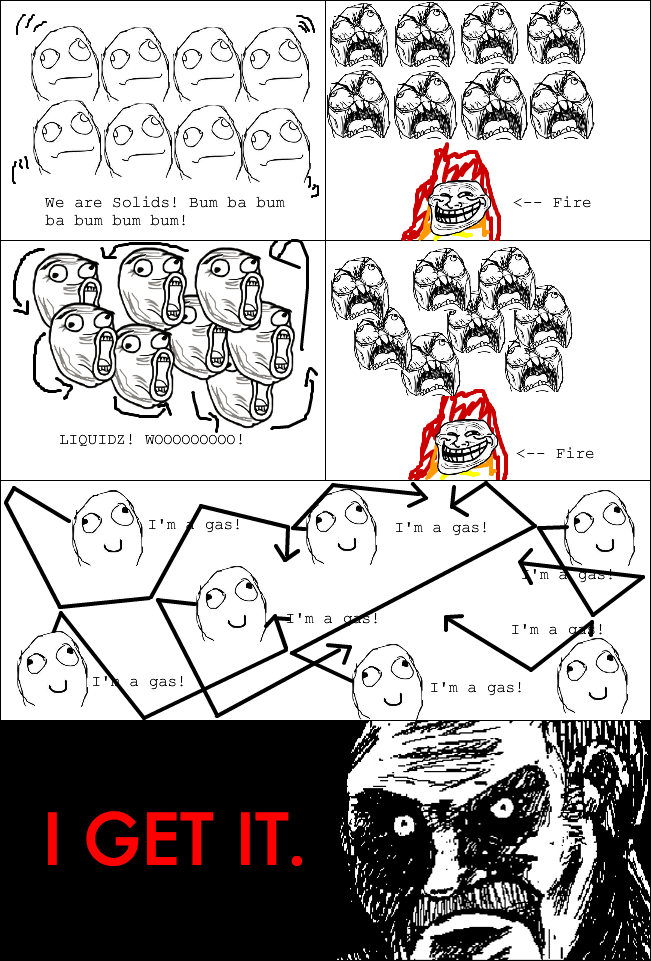 We are Solids! Bum ba bum
ba bum bum bum!
<-- Fire
LIQUIDZ! WOOOOOOOOO!
<-- Fire
I'm a gas!
I'm a gas!
I'm a gas!
I'm a gas!
I'm a gas!
I'm a gas!
I'm a gas!
I GET IT.